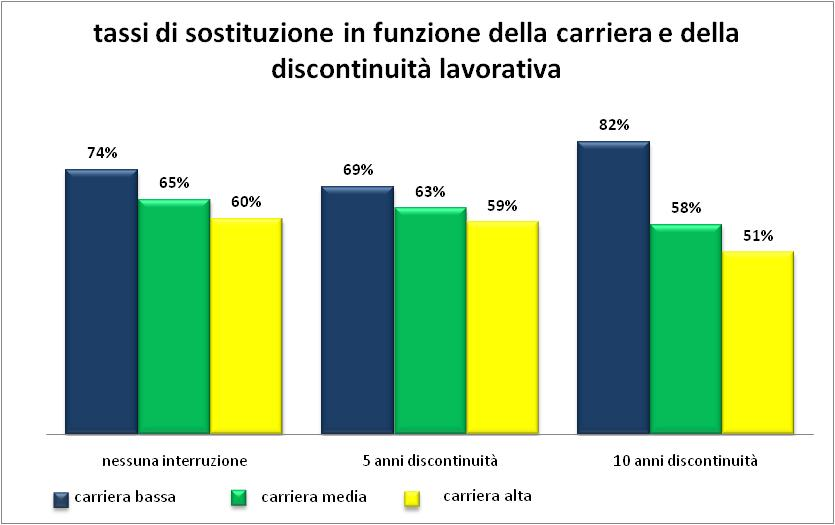 tassi di sostituzione in funzione della carriera e della
discontinuità lavorativa
74%
65%
60%
69%
63%
59%
82%
58%
51%
nessuna interruzione
5 anni discontinuità
10 anni discontinuità
carriera bassa
carriera media
carriera alta